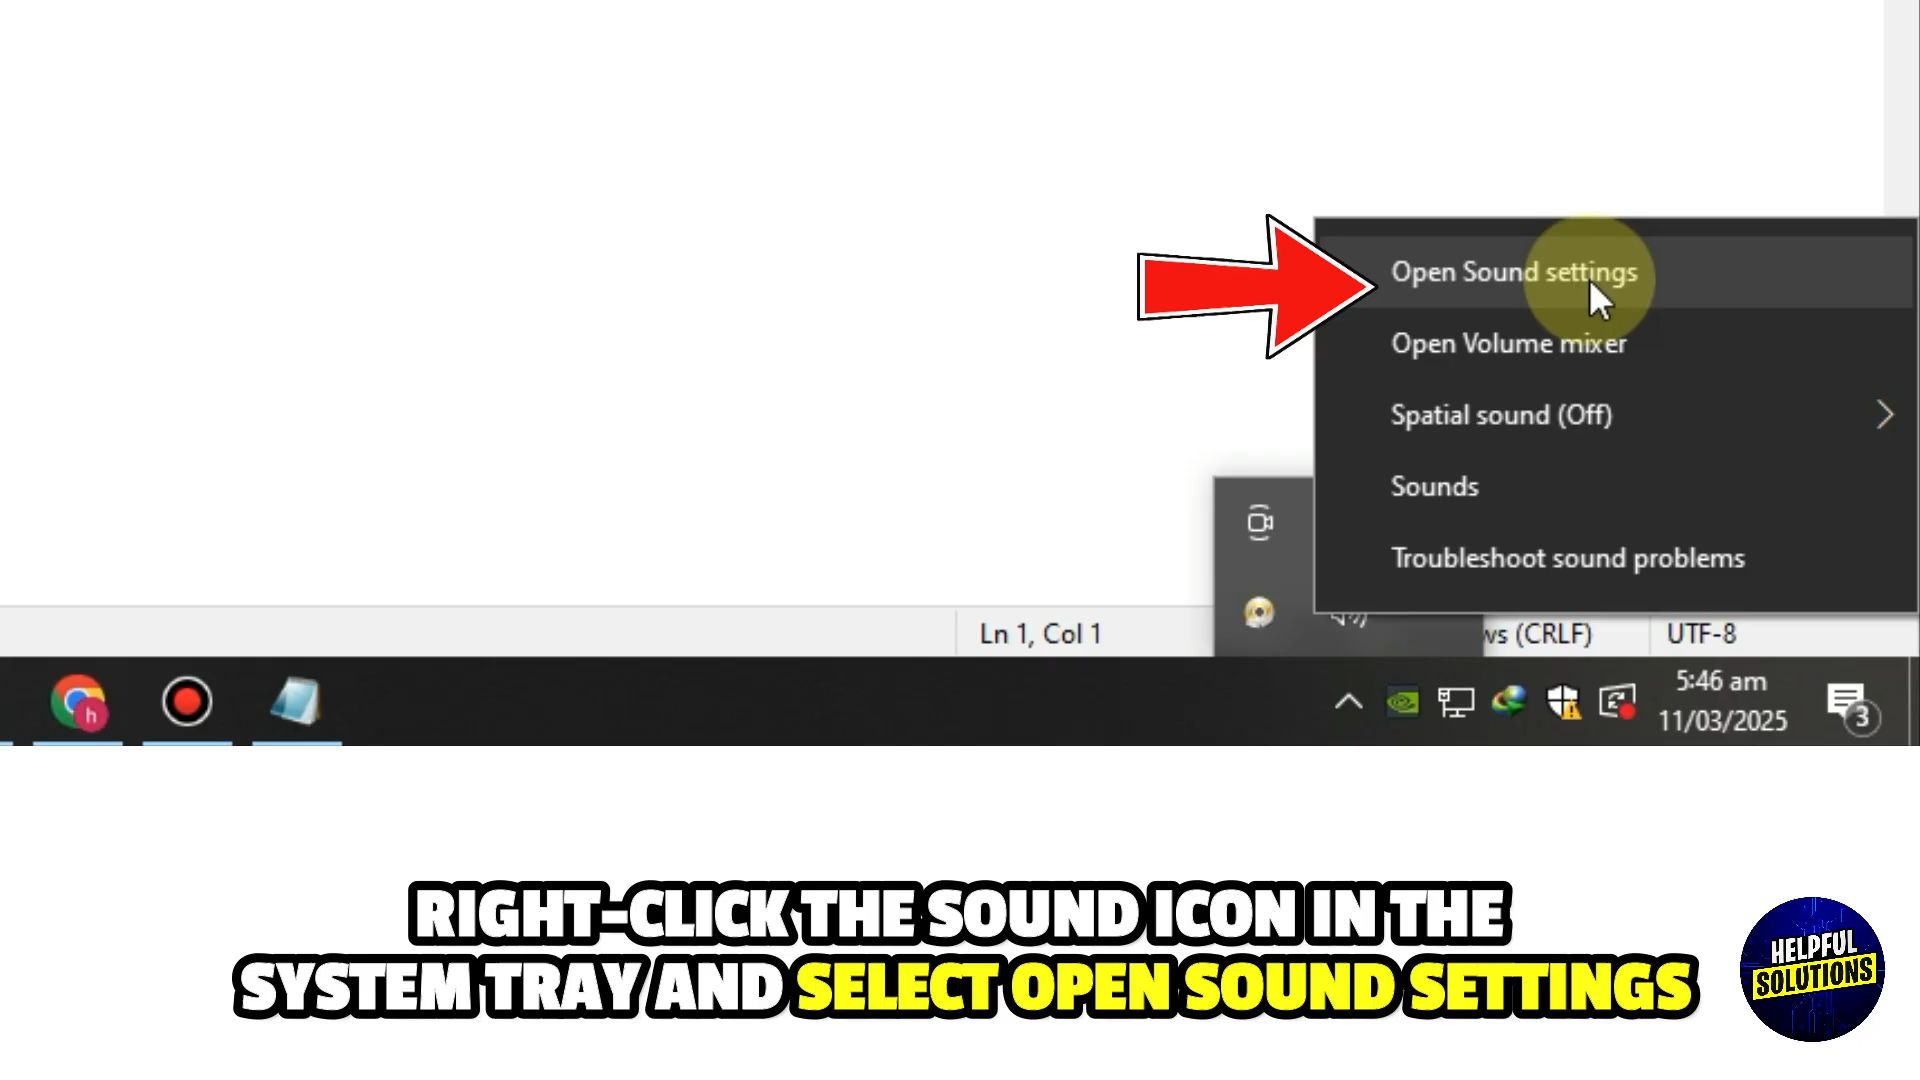 Open Sound settings
Open Volume mixer
Spatial sound (Off)
Sounds
Troubleshoot sound problems
Ln 1, Col 1
ws (CRLF)
UTF-8
h
5:46 am
11/03/2025
3
RIGHT-CLICK THE SOUND ICON IN THE
SYSTEM TRAY AND SELECT OPEN SOUND SETTINGS
HELPFUL
SOLUTIONS